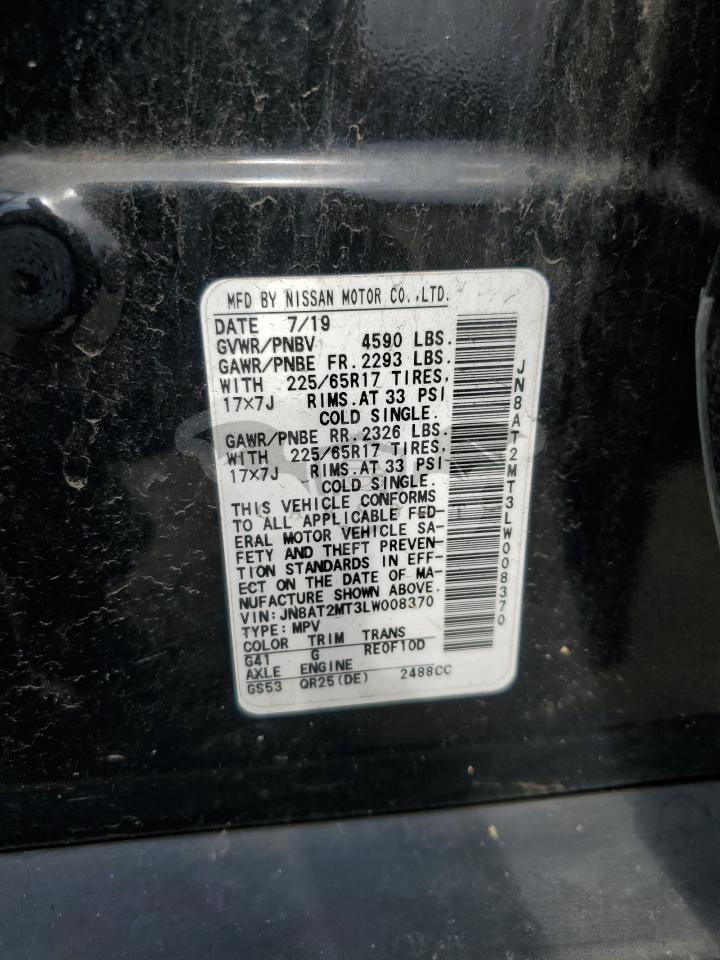 MFD BY NISSAN MOTOR CO.,LTD.
DATE 7/19
GVWR/PNBV 4590 LBS.
GAWR/PNBE FR.2293 LBS.
WITH 225/65R17 TIRES,
17×7J RIMS.AT 33 PSI
COLD SINGLE.
GAWR/PNBE RR.2326 LBS.
WITH 225/65R17 TIRES,
17×7J RIMS.AT 33 PSI
COLD SINGLE.
THIS VEHICLE CONFORMS
TO ALL APPLICABLE FED-
ERAL MOTOR VEHICLE SA-
FETY AND THEFT PREVEN-
TION STANDARDS IN EFF-
ECT ON THE DATE OF MA-
NUFACTURE SHOWN ABOVE.
VIN:JN8AT2MT3LW008370
TYPE:MPV
COLOR TRIM TRANS
G41 G RE0F10D
AXLE ENGINE
GS53 QR25(DE) 2488CC
JN8AT2MT3LW008370